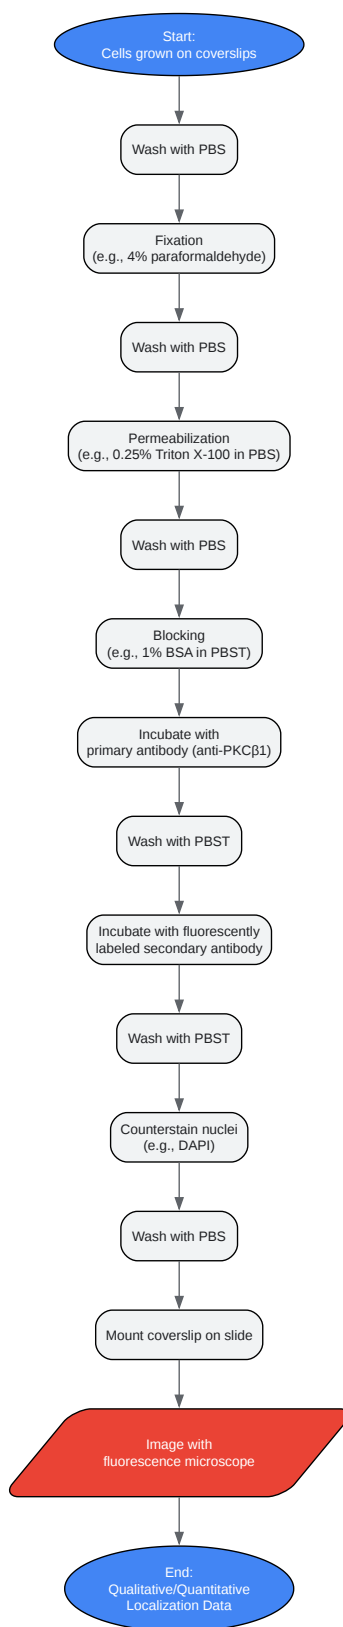 Start:
Cells grown on coverslips
Wash with PBS
Fixation
(e.g., 4% paraformaldehyde)
Wash with PBS
Permeabilization
(e.g., 0.25% Triton X-100 in PBS)
Wash with PBS
Blocking
(e.g., 1% BSA in PBST)
Incubate with
primary antibody (anti-PKCβ1)
Wash with PBST
Incubate with fluorescently
labeled secondary antibody
Wash with PBST
Counterstain nuclei
(e.g., DAPI)
Wash with PBS
Mount coverslip on slide
Image with
fluorescence microscope
End:
Qualitative/Quantitative
Localization Data